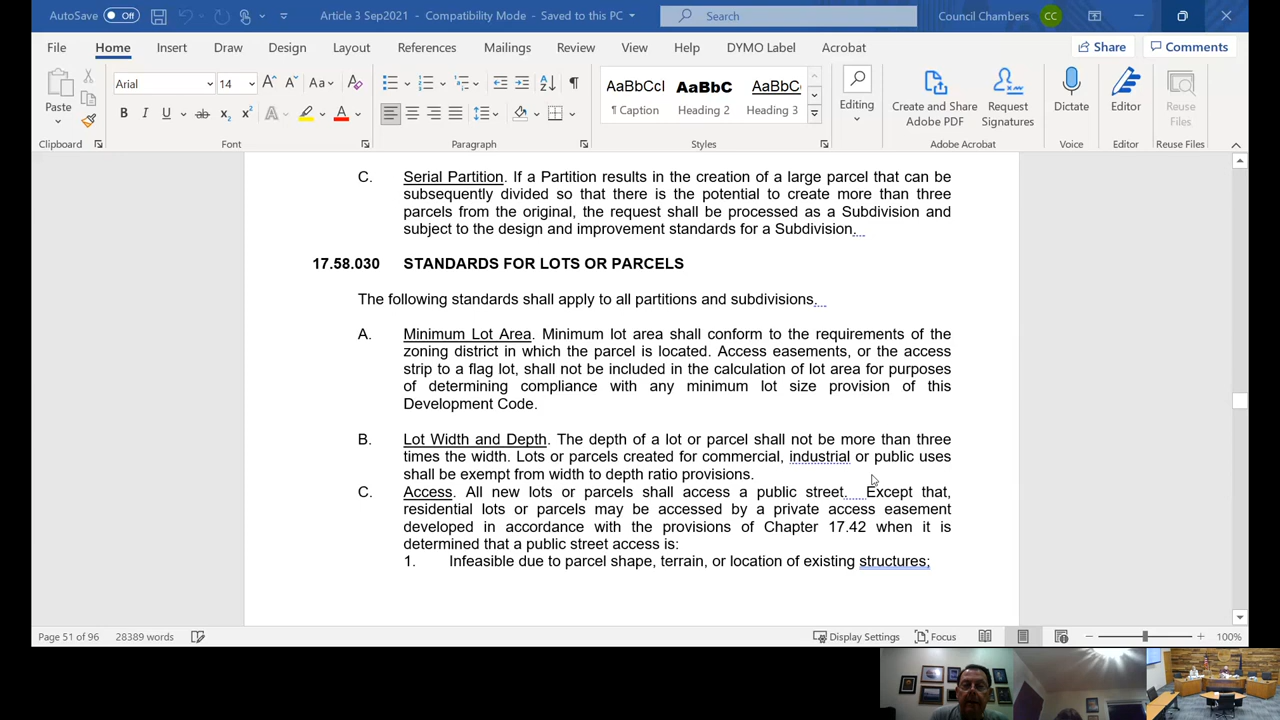 AutoSave Off Article 3 Sep2021 - Compatibility Mode - Saved to this PC Search Council Chambers CC
File Home Insert Draw Design Layout References Mailings Review View Help DYMO Label Acrobat Share Comments
Arial 14 Aa AaBbCcI AaBbC AaBbC
Paste B I U ab x₂ x² A A ¶ Caption Heading 2 Heading 3 Editing Create and Share Adobe PDF Request Signatures Dictate Editor Reuse Files
Clipboard Font Paragraph Styles Adobe Acrobat Voice Editor Reuse Files
C. Serial Partition. If a Partition results in the creation of a large parcel that can be
subsequently divided so that there is the potential to create more than three
parcels from the original, the request shall be processed as a Subdivision and
subject to the design and improvement standards for a Subdivision.
17.58.030 STANDARDS FOR LOTS OR PARCELS
The following standards shall apply to all partitions and subdivisions.
A. Minimum Lot Area. Minimum lot area shall conform to the requirements of the
zoning district in which the parcel is located. Access easements, or the access
strip to a flag lot, shall not be included in the calculation of lot area for purposes
of determining compliance with any minimum lot size provision of this
Development Code.
B. Lot Width and Depth. The depth of a lot or parcel shall not be more than three
times the width. Lots or parcels created for commercial, industrial or public uses
shall be exempt from width to depth ratio provisions.
C. Access. All new lots or parcels shall access a public street. Except that,
residential lots or parcels may be accessed by a private access easement
developed in accordance with the provisions of Chapter 17.42 when it is
determined that a public street access is:
1. Infeasible due to parcel shape, terrain, or location of existing structures;
Page 51 of 96 28389 words Display Settings Focus 100%